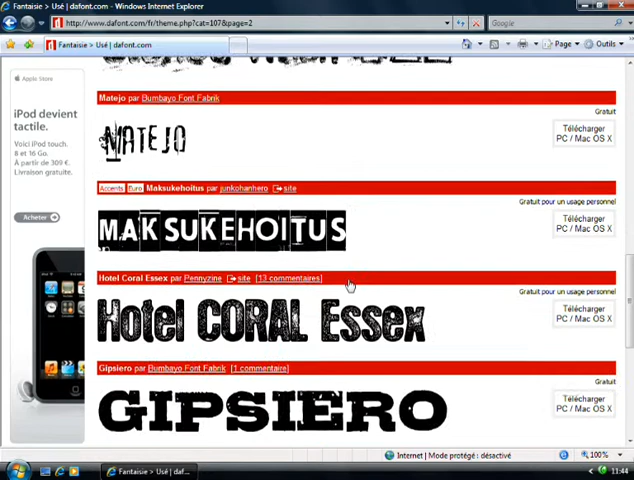 Fantaisie > Usé | dafont.com - Windows Internet Explorer
http://www.dafont.com/fr/theme.php?cat=107&page=2
Google
Fantaisie > Usé | dafont.com
Page
Outils
Apple Store
iPod devient
tactile.
Voici iPod touch.
8 et 16 Go.
À partir de 309 €.
Livraison gratuite.
Acheter
Matejo par Bumbayo Font Fabrik
Gratuit
MATEJO
Télécharger
PC / Mac OS X
Accents Euro Maksukehoitus par junkohanhero site
Gratuit pour un usage personnel
MAKSUKEHOITUS
Télécharger
PC / Mac OS X
Hotel Coral Essex par Pennyzine site [13 commentaires]
Gratuit pour un usage personnel
Hotel CORAL Essex
Télécharger
PC / Mac OS X
Gipsiero par Bumbayo Font Fabrik [1 commentaire]
Gratuit
GIPSIERO
Télécharger
PC / Mac OS X
Internet | Mode protégé : désactivé
100%
Fantaisie > Usé | daf...
11:44